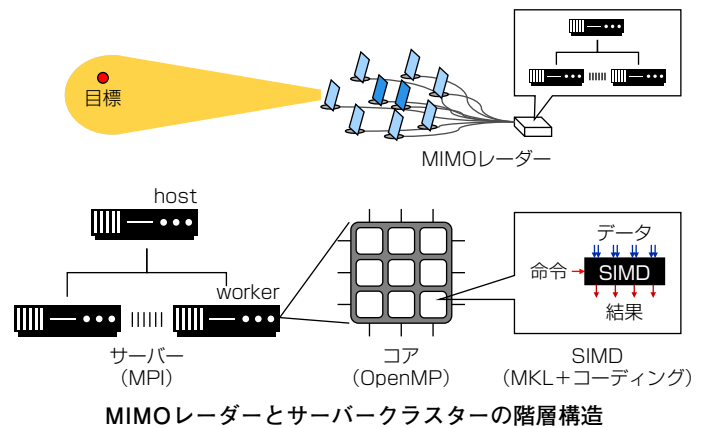 目標
MIMOレーダー
host
worker
サーバー
（MPI）
コア
（OpenMP）
データ
命令
SIMD
結果
SIMD
（MKL＋コーディング）
MIMOレーダーとサーバークラスターの階層構造